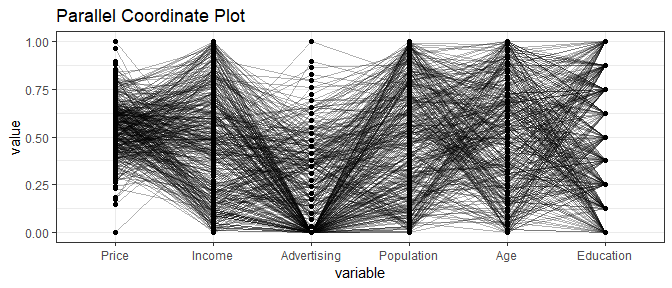 Parallel Coordinate Plot
1.00
0.75
0.50
0.25
0.00
value
Price Income Advertising Population Age Education
variable